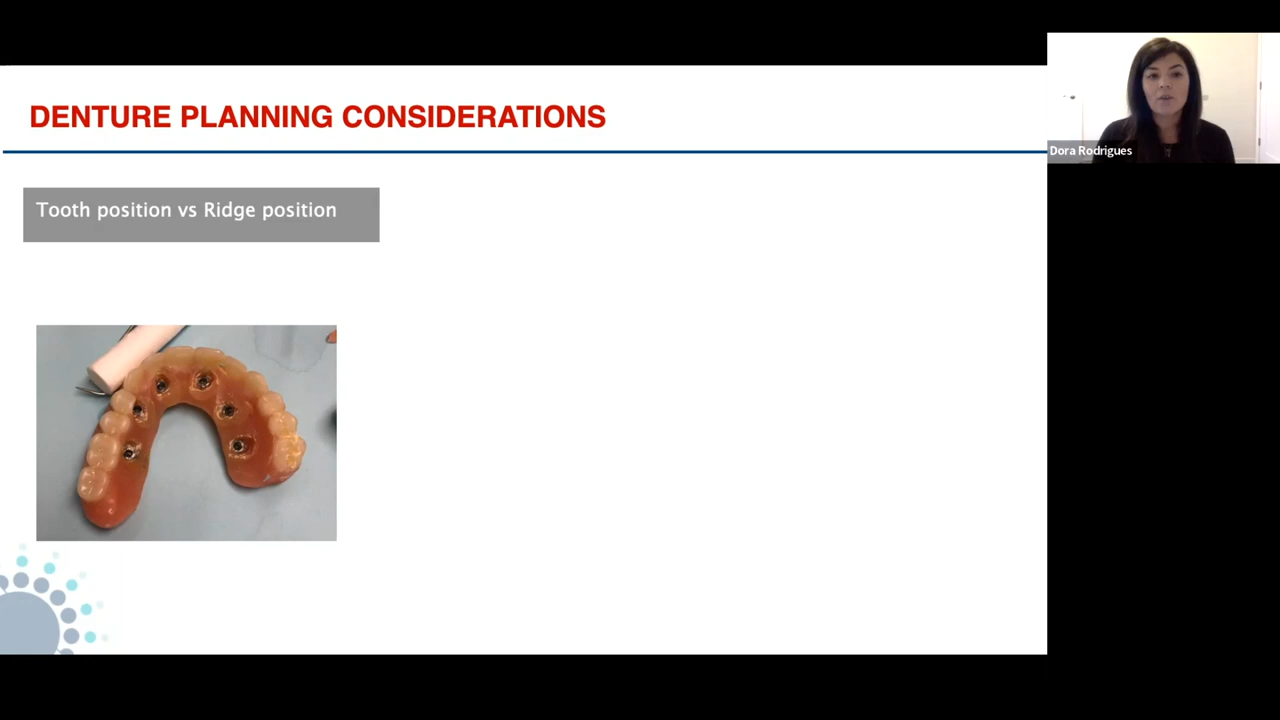 DENTURE PLANNING CONSIDERATIONS
Dora Rodrigues
Tooth position vs Ridge position